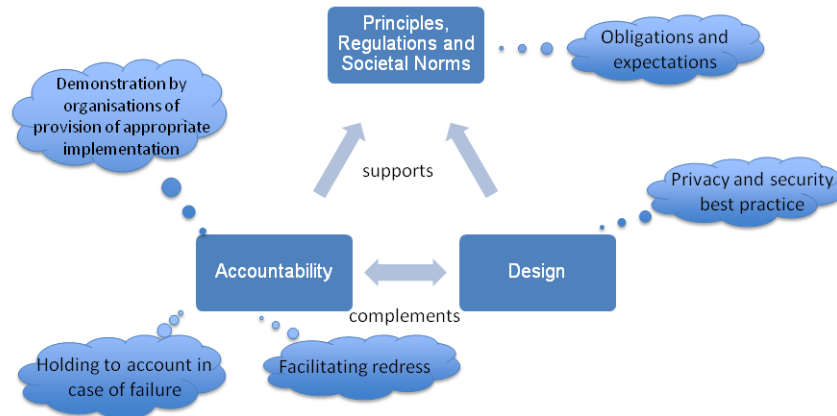 Principles,
Regulations and
Societal Norms
Obligations and
expectations
Demonstration by
organisations of
provision of appropriate
implementation
supports
Privacy and security
best practice
Accountability
Design
complements
Holding to account in
case of failure
Facilitating redress